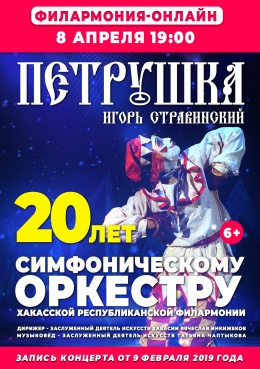 ФИЛАРМОНИЯ-ОНЛАЙН
8 АПРЕЛЯ 19:00
ПЕТРУШКА
ИГОРЬ СТРАВИНСКИЙ
20 ЛЕТ
6+
СИМФОНИЧЕСКОМУ
ОРКЕСТРУ
ХАКАССКОЙ РЕСПУБЛИКАНСКОЙ ФИЛАРМОНИИ
ДИРИЖЕР - ЗАСЛУЖЕННЫЙ ДЕЯТЕЛЬ ИСКУССТВ ХАКАСИИ ВЯЧЕСЛАВ ИНКИЖЕКОВ
МУЗЫКОВЕД - ЗАСЛУЖЕННЫЙ ДЕЯТЕЛЬ ИСКУССТВ ТАТЬЯНА ЧАПТЫКОВА
ЗАПИСЬ КОНЦЕРТА ОТ 9 ФЕВРАЛЯ 2019 ГОДА